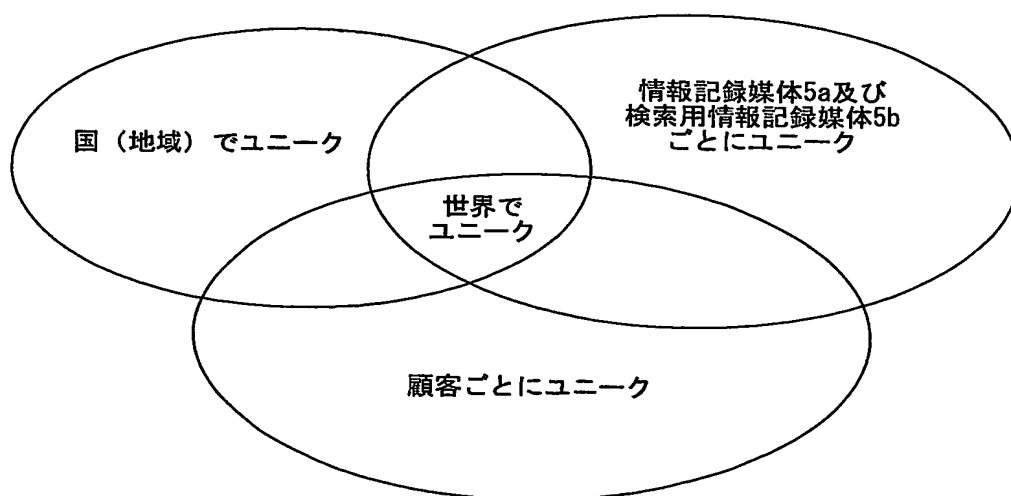 国（地域）でユニーク
情報記録媒体5a及び
検索用情報記録媒体5b
ごとにユニーク
世界で
ユニーク
顧客ごとにユニーク